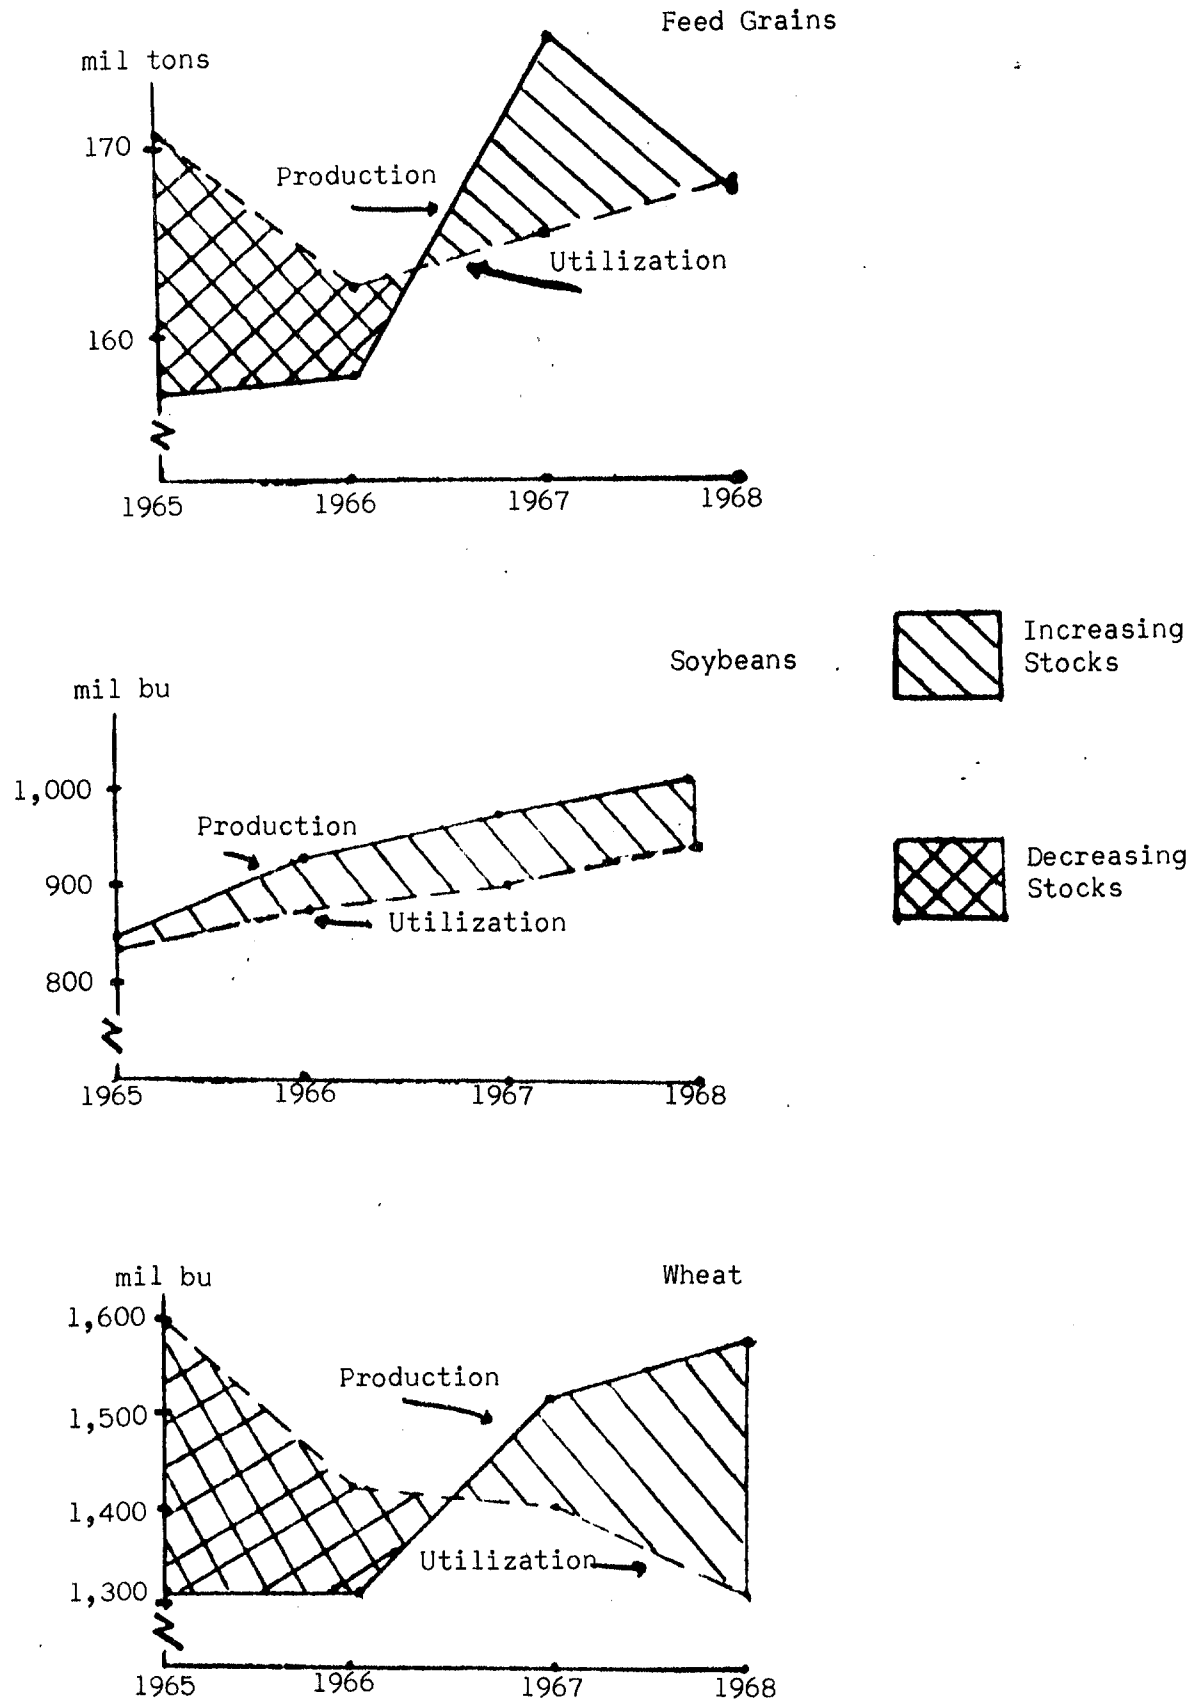 Feed Grains
mil tons
170
Production
Utilization
160
1965 1966 1967 1968
Increasing
Stocks
Soybeans
mil bu
1,000
Production
Decreasing
Stocks
900
Utilization
800
1965 1966 1967 1968
mil bu
Wheat
1,600
Production
1,500
1,400
Utilization
1,300
1965 1966 1967 1968